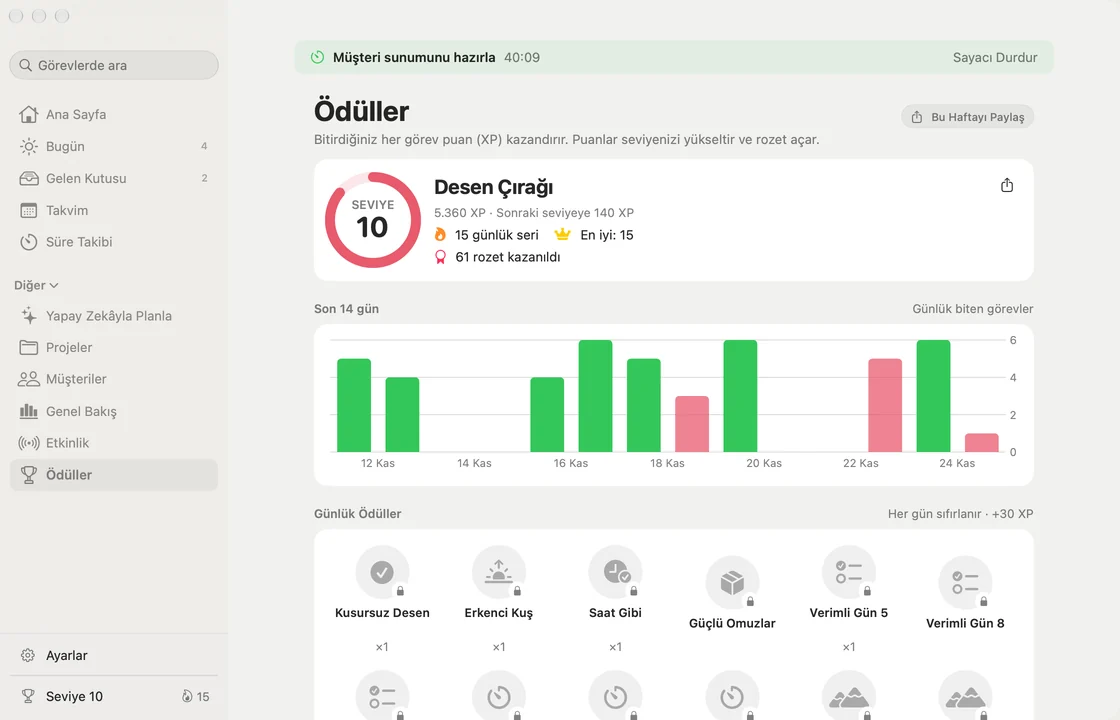 Görevlerde ara
Ana Sayfa
Bugün 4
Gelen Kutusu 2
Takvim
Süre Takibi
Diğer
Yapay Zekâyla Planla
Projeler
Müşteriler
Genel Bakış
Etkinlik
Ödüller
Ayarlar
Seviye 10 15
Müşteri sunumunu hazırla 40:09 Sayacı Durdur
Ödüller
Bu Haftayı Paylaş
Bitirdiğiniz her görev puan (XP) kazandırır. Puanlar seviyenizi yükseltir ve rozet açar.
SEVİYE
10
Desen Çırağı
5.360 XP · Sonraki seviyeye 140 XP
15 günlük seri En iyi: 15
61 rozet kazanıldı
Son 14 gün Günlük biten görevler
6
4
2
0
12 Kas 14 Kas 16 Kas 18 Kas 20 Kas 22 Kas 24 Kas
Günlük Ödüller Her gün sıfırlanır · +30 XP
Kusursuz Desen Erkenci Kuş Saat Gibi Güçlü Omuzlar Verimli Gün 5 Verimli Gün 8
×1 ×1 ×1 ×1